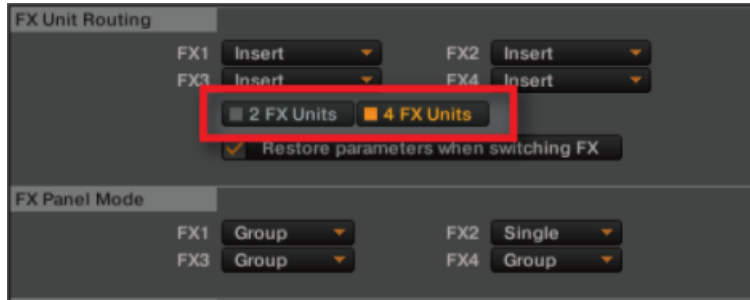 FX Unit Routing
FX1 Insert FX2 Insert
FX3 Insert FX4 Insert
2 FX Units 4 FX Units
Restore parameters when switching FX
FX Panel Mode
FX1 Group FX2 Single
FX3 Group FX4 Group